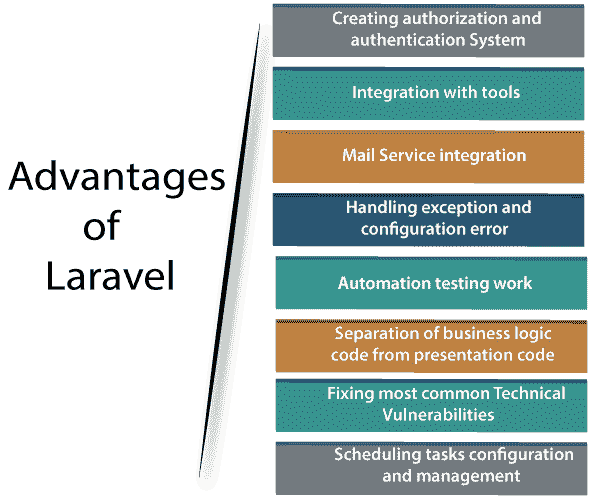 Advantages
of
Laravel
Creating authorization and
authentication System
Integration with tools
Mail Service integration
Handling exception and
configuration error
Automation testing work
Separation of business logic
code from presentation code
Fixing most common Technical
Vulnerabilities
Scheduling tasks configuration
and management